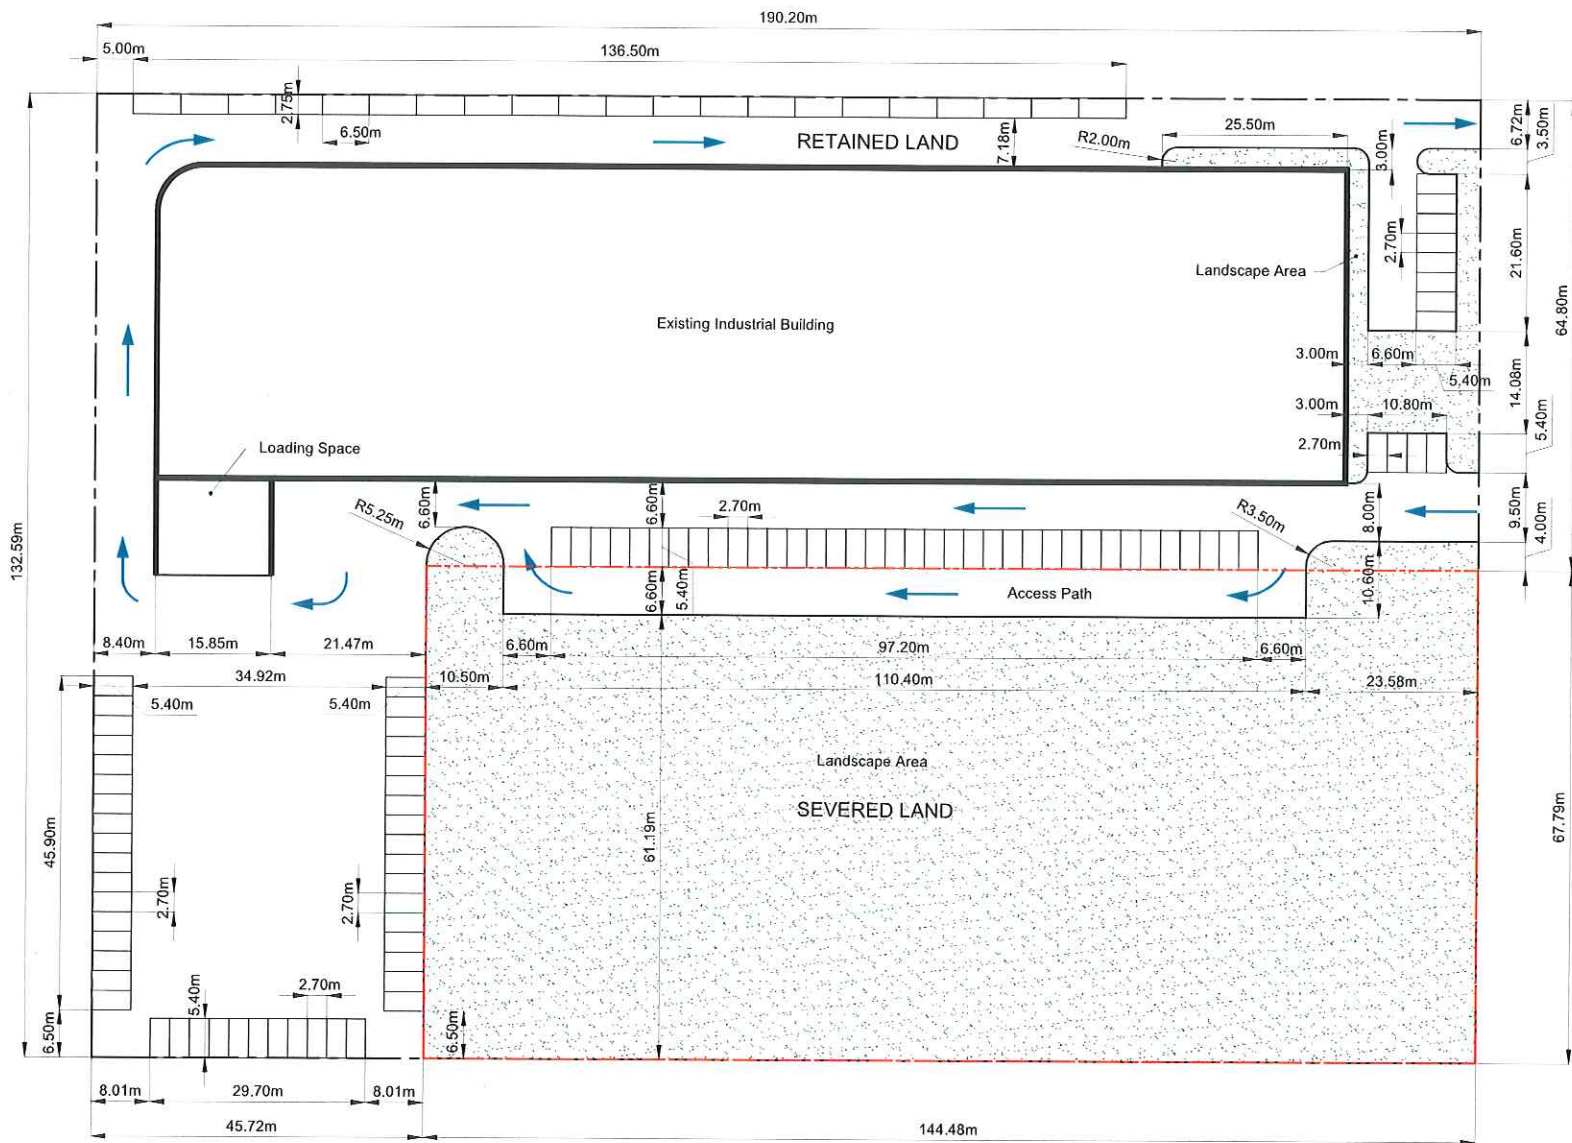 190.20m
5.00m
136.50m
2.75m
6.50m
RETAINED LAND
7.18m
R2.00m
25.50m
3.00m
6.72m
3.50m
2.70m
21.60m
Landscape Area
64.80m
Existing Industrial Building
3.00m
6.60m
5.40m
14.08m
3.00m
10.80m
5.40m
2.70m
Loading Space
R5.25m
6.60m
6.60m
2.70m
R3.50m
8.00m
9.50m
4.00m
132.59m
6.60m
5.40m
Access Path
10.60m
8.40m
15.85m
21.47m
6.60m
97.20m
6.60m
34.92m
10.50m
110.40m
23.58m
5.40m
5.40m
Landscape Area
SEVERED LAND
45.90m
61.19m
67.79m
2.70m
2.70m
5.40m
2.70m
6.50m
6.50m
8.01m
29.70m
8.01m
45.72m
144.48m